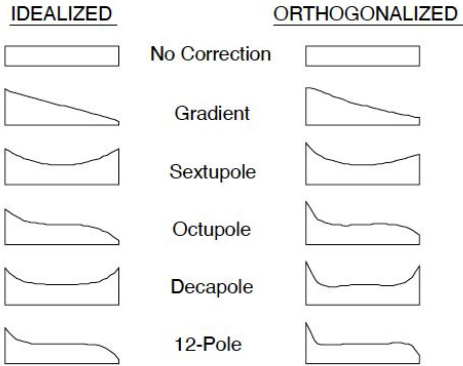 IDEALIZED
ORTHOGONALIZED
No Correction
Gradient
Sextupole
Octupole
Decapole
12-Pole